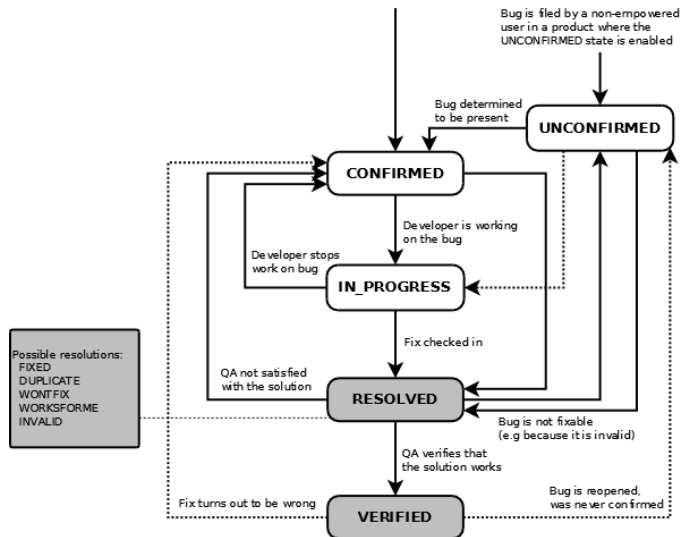 Bug is filed by a non-empowered
user in a product where the
UNCONFIRMED state is enabled
Bug determined
to be present
UNCONFIRMED
CONFIRMED
Developer is working
on the bug
Developer stops
work on bug
IN_PROGRESS
Possible resolutions:
FIXED
DUPLICATE
WONTFIX
WORKSFORME
INVALID
Fix checked in
QA not satisfied
with the solution
RESOLVED
Bug is not fixable
(e.g because it is invalid)
QA verifies that
the solution works
Fix turns out to be wrong
VERIFIED
Bug is reopened,
was never confirmed